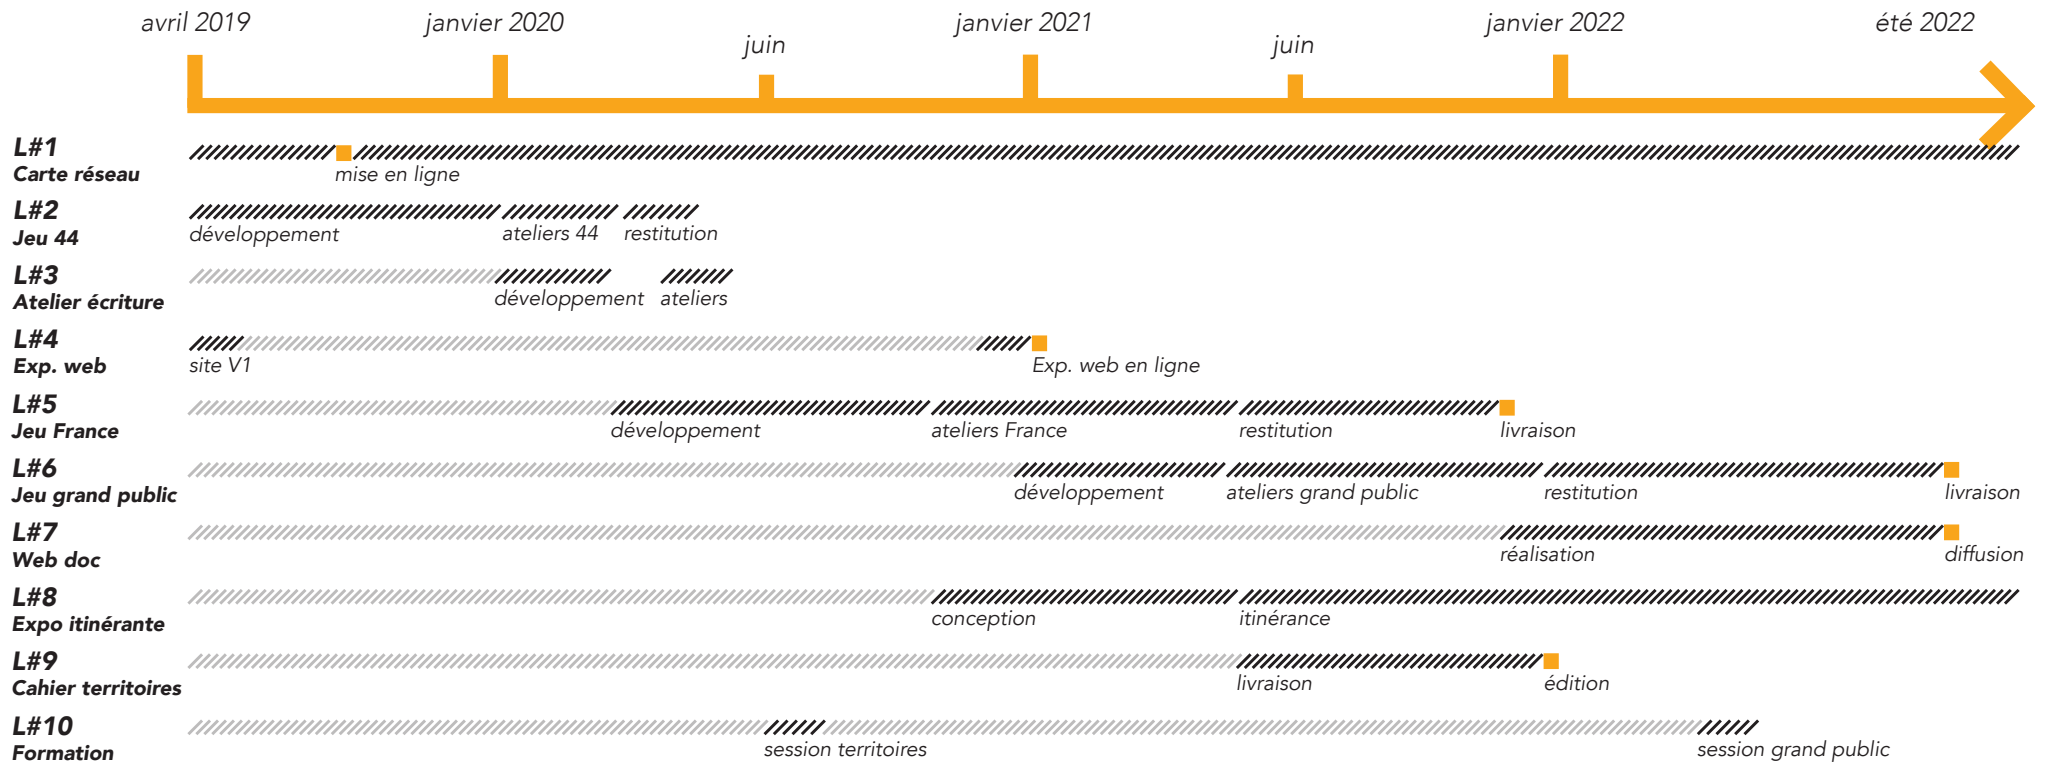 avril 2019
janvier 2020
juin
janvier 2021
juin
janvier 2022
été 2022
L#1
Carte réseau
mise en ligne
L#2
Jeu 44
développement
ateliers 44
restitution
L#3
Atelier écriture
développement
ateliers
L#4
Exp. web
site V1
Exp. web en ligne
L#5
Jeu France
développement
ateliers France
restitution
livraison
L#6
Jeu grand public
développement
ateliers grand public
restitution
livraison
L#7
Web doc
réalisation
diffusion
L#8
Expo itinérante
conception
itinérance
L#9
Cahier territoires
livraison
édition
L#10
Formation
session territoires
session grand public